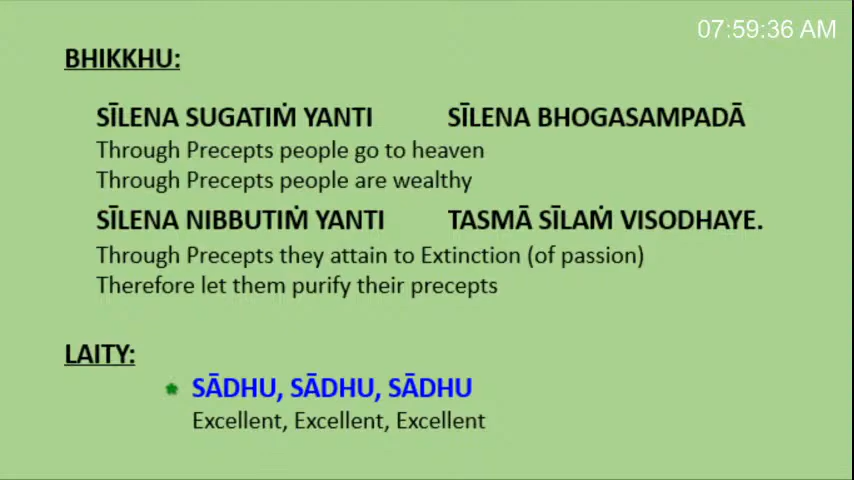 07:59:36 AM
BHIKKHU:
SĪLENA SUGATIṀ YANTI SĪLENA BHOGASAMPADĀ
Through Precepts people go to heaven
Through Precepts people are wealthy
SĪLENA NIBBUTIṀ YANTI TASMĀ SĪLAṀ VISODHAYE.
Through Precepts they attain to Extinction (of passion)
Therefore let them purify their precepts
LAITY:
* SĀDHU, SĀDHU, SĀDHU
Excellent, Excellent, Excellent